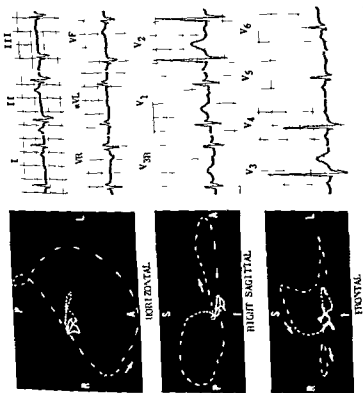 I II III
VR aVL VF
V3R V1 V2
V3 V4 V5 V6
P
R L
A
HORIZONTAL
S
P A
I
RIGHT SAGITTAL
S
R L
I
FRONTAL